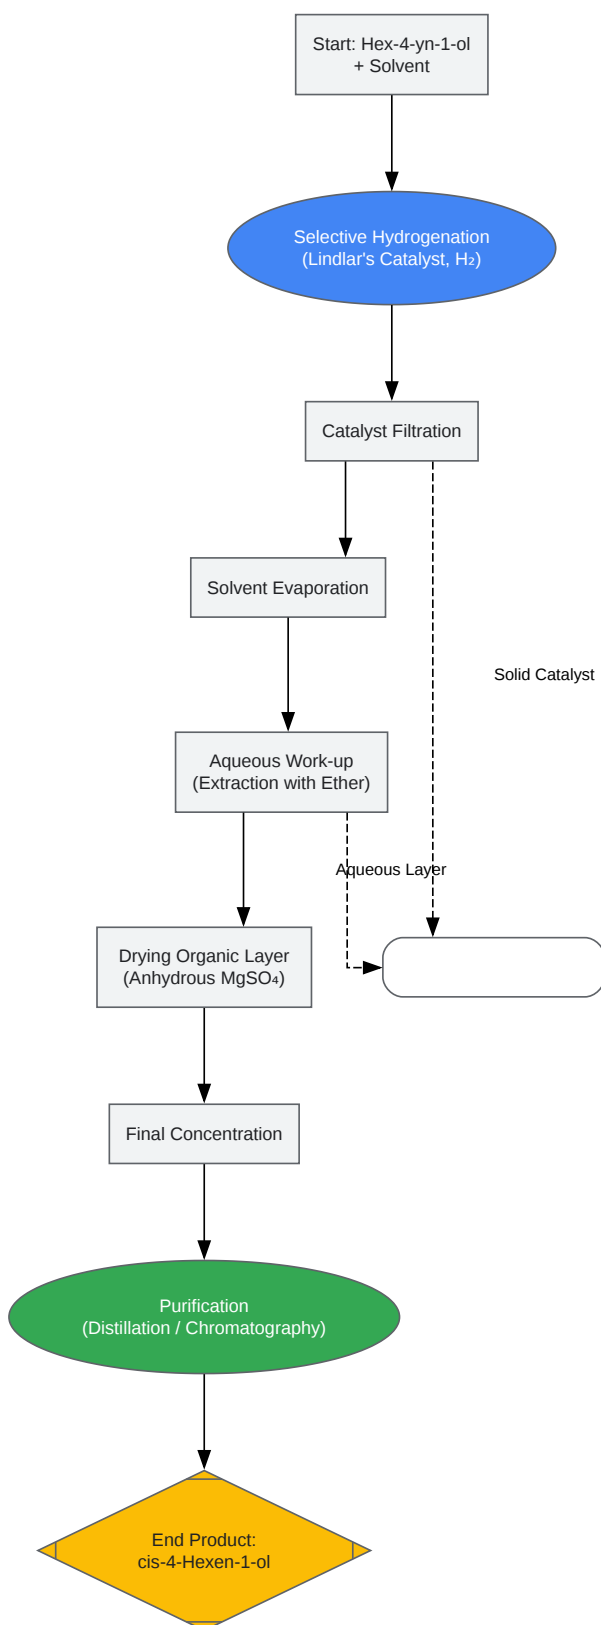 Start: Hex-4-yn-1-ol
+ Solvent
Selective Hydrogenation
(Lindlar's Catalyst, H₂)
Catalyst Filtration
Solvent Evaporation
Solid Catalyst
Aqueous Work-up
(Extraction with Ether)
Aqueous Layer
Drying Organic Layer
(Anhydrous MgSO₄)
Final Concentration
Purification
(Distillation / Chromatography)
End Product:
cis-4-Hexen-1-ol